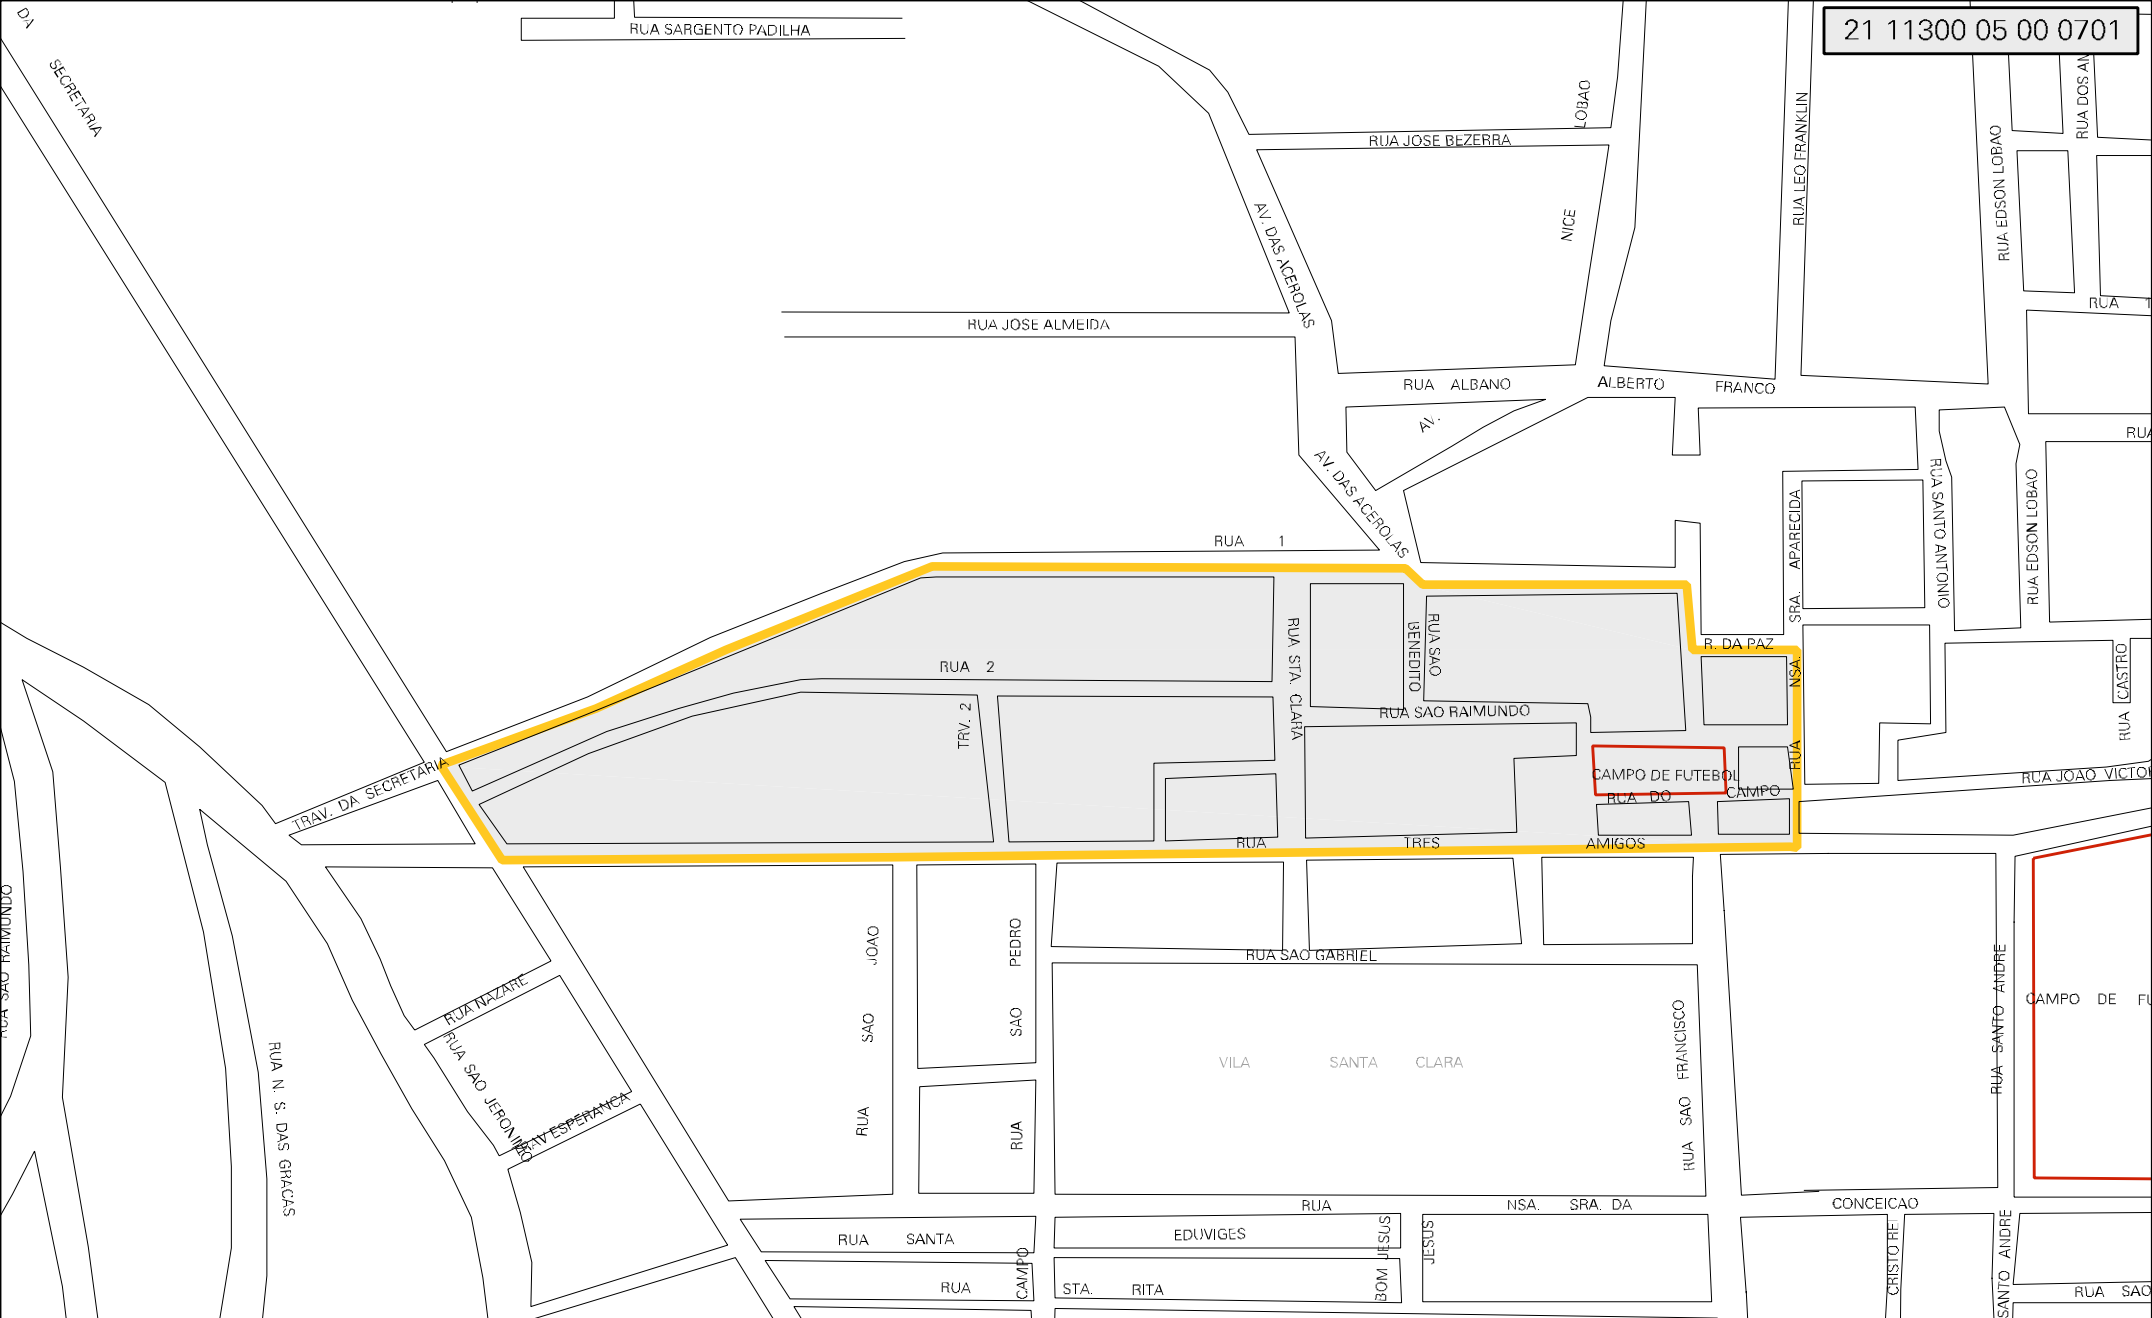 21 11300 05 00 0701
DA
SECRETARIA
RUA SARGENTO PADILHA
LOBAO
RUA JOSE BEZERRA
RUA LEO FRANKLIN
RUA EDSON LOBAO
NICE
AV. DAS ACEROLAS
RUA JOSE ALMEIDA
RUA
RUA ALBANO ALBERTO FRANCO
AV.
RUA
AV. DAS ACEROLAS
RUA SANTO ANTONIO
RUA EDSON LOBAO
NSA. SRA. APARECIDA
RUA
RUA 1
RUA STA. CLARA
RUA SAO
BENEDITO
R. DA PAZ
RUA 2
TRV. 2
RUA SAO RAIMUNDO
RUA CASTRO
CAMPO DE FUTEBOL
RUA DO CAMPO
TRAV. DA SECRETARIA
RUA TRES AMIGOS
RUA SAO RAIMUNDO
RUA SAO JOAO
RUA SAO PEDRO
RUA SAO GABRIEL
RUA NAZARE
RUA SAO JERONIMO
TRAV ESPERANCA
RUA N. S. DAS GRACAS
VILA SANTA CLARA
RUA SAO FRANCISCO
RUA SANTO ANDRE
CAMPO DE
RUA NSA. SRA. DA CONCEICAO
RUA SANTA EDUVIGES
CAMPO
BOM JESUS
JESUS
CRISTO REI
SANTO ANDRE
RUA STA. RITA
RUA SAO